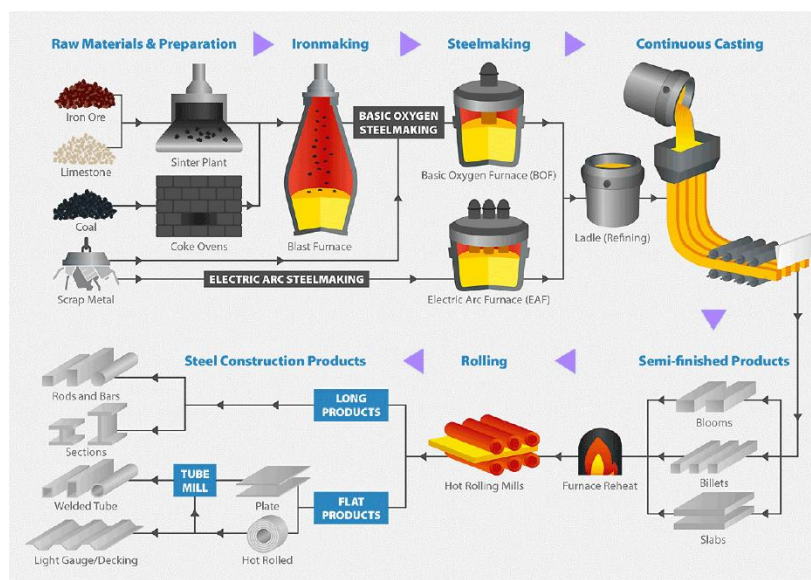 Raw Materials & Preparation
Ironmaking
Steelmaking
Continuous Casting
Iron Ore
Limestone
Sinter Plant
Coal
Coke Ovens
Scrap Metal
Blast Furnace
BASIC OXYGEN
STEELMAKING
ELECTRIC ARC STEELMAKING
Basic Oxygen Furnace (BOF)
Electric Arc Furnace (EAF)
Ladle (Refining)
Steel Construction Products
Rolling
Semi-finished Products
Rods and Bars
Sections
Welded Tube
Light Gauge/Decking
TUBE
MILL
Plate
Hot Rolled
LONG
PRODUCTS
FLAT
PRODUCTS
Hot Rolling Mills
Furnace Reheat
Blooms
Billets
Slabs